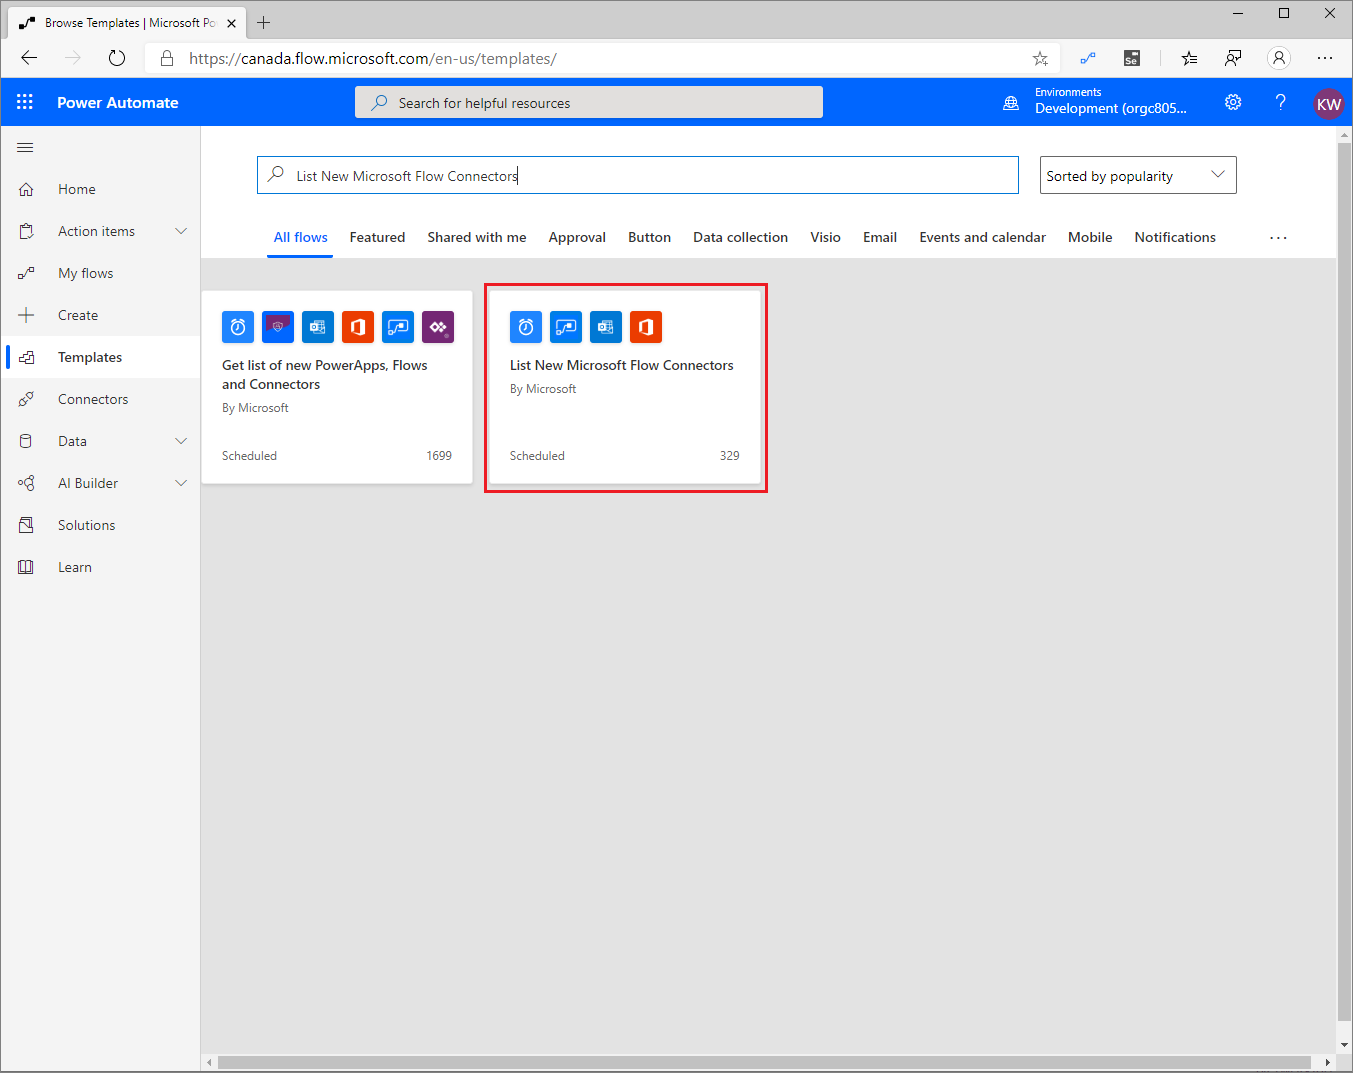 Browse Templates | Microsoft Po
https://canada.flow.microsoft.com/en-us/templates/
Se
Power Automate
Search for helpful resources
Environments
Development (orgc805...
?
KW
List New Microsoft Flow Connectors
Sorted by popularity
Home
Action items
My flows
Create
Templates
Connectors
Data
AI Builder
Solutions
Learn
All flows Featured Shared with me Approval Button Data collection Visio Email Events and calendar Mobile Notifications ...
Get list of new PowerApps, Flows
and Connectors
By Microsoft
Scheduled 1699
List New Microsoft Flow Connectors
By Microsoft
Scheduled 329